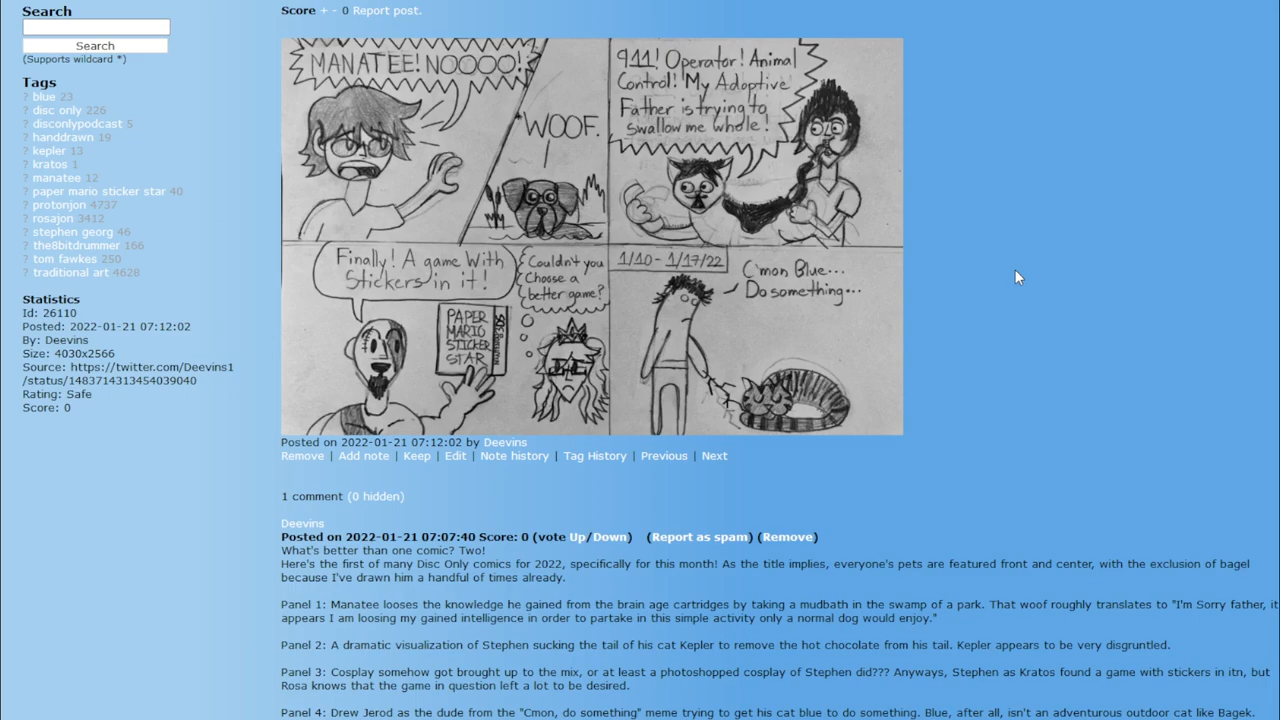 Search
Search
(Supports wildcard *)
Tags
? blue 23
? disc only 226
? disconlypodcast 5
? handdrawn 19
? kepler 13
? kratos 1
? manatee 12
? paper mario sticker star 40
? protonjon 4737
? rosajon 3412
? stephen georg 46
? the8bitdrummer 166
? tom fawkes 250
? traditional art 4628
Statistics
Id: 26110
Posted: 2022-01-21 07:12:02
By: Deevins
Size: 4030x2566
Source: https://twitter.com/Deevins1
/status/1483714313454039040
Rating: Safe
Score: 0
Score + - 0 Report post.
MANATEE! NOOOO!
WOOF.
911! Operator! Animal
Control! My Adoptive
Father is trying to
swallow me whole!
Finally! A game With
Stickers in it!
PAPER
MARIO
STICKER
STAR
Couldn't you
Choose a
better game?
1/10-1/17/22
C'mon Blue...
Do something...
Posted on 2022-01-21 07:12:02 by Deevins
Remove | Add note | Keep | Edit | Note history | Tag History | Previous | Next
1 comment (0 hidden)
Deevins
Posted on 2022-01-21 07:07:40 Score: 0 (vote Up/Down) (Report as spam) (Remove)
What's better than one comic? Two!
Here's the first of many Disc Only comics for 2022, specifically for this month! As the title implies, everyone's pets are featured front and center, with the exclusion of bagel
because I've drawn him a handful of times already.
Panel 1: Manatee looses the knowledge he gained from the brain age cartridges by taking a mudbath in the swamp of a park. That woof roughly translates to "I'm Sorry father, it
appears I am loosing my gained intelligence in order to partake in this simple activity only a normal dog would enjoy."
Panel 2: A dramatic visualization of Stephen sucking the tail of his cat Kepler to remove the hot chocolate from his tail. Kepler appears to be very disgruntled.
Panel 3: Cosplay somehow got brought up to the mix, or at least a photoshopped cosplay of Stephen did??? Anyways, Stephen as Kratos found a game with stickers in itn, but
Rosa knows that the game in question left a lot to be desired.
Panel 4: Drew Jerod as the dude from the "Cmon, do something" meme trying to get his cat blue to do something. Blue, after all, isn't an adventurous outdoor cat like Bagek.